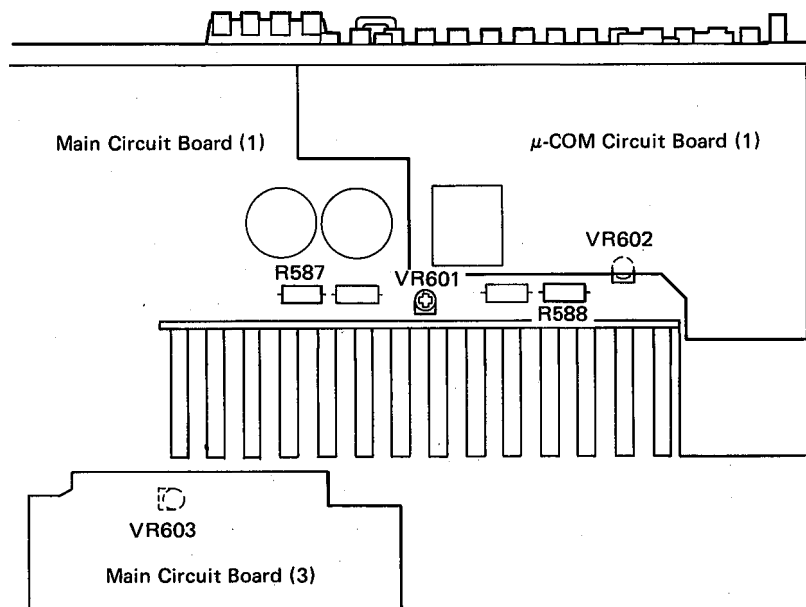 Main Circuit Board (1)
μ-COM Circuit Board (1)
VR602
R587
VR601
R588
VR603
Main Circuit Board (3)